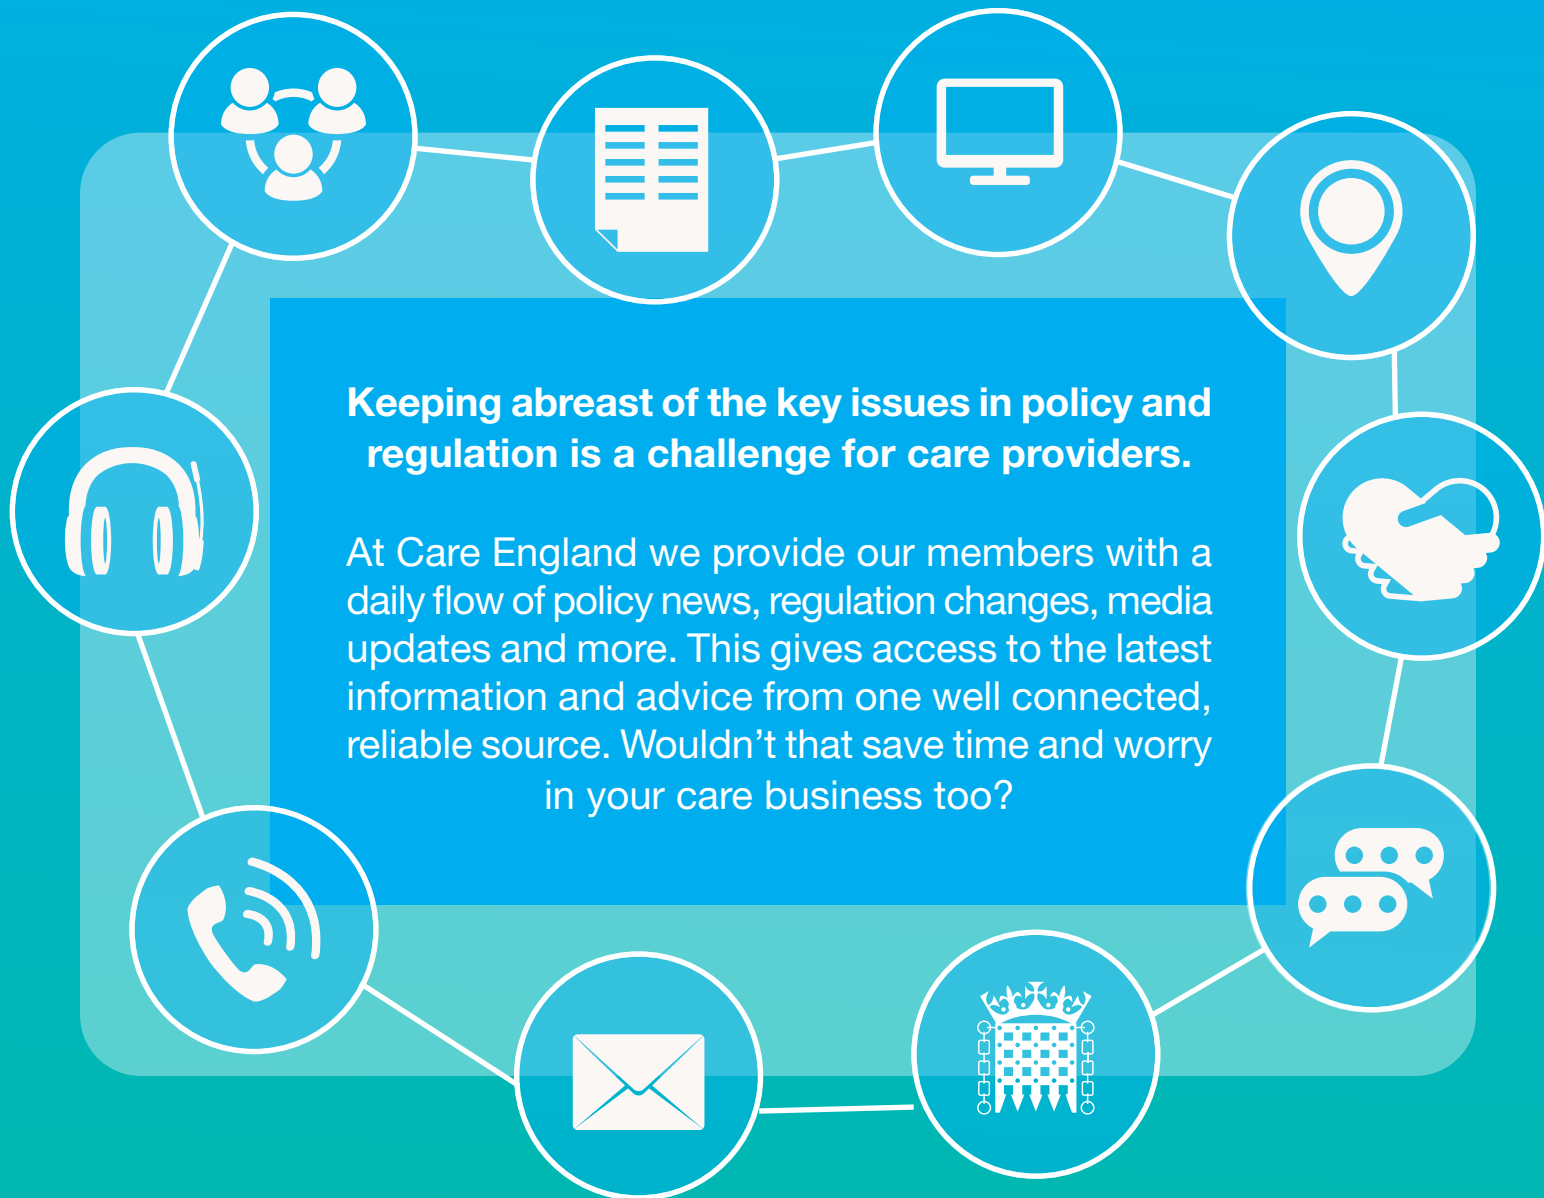 Keeping abreast of the key issues in policy and
regulation is a challenge for care providers.
At Care England we provide our members with a
daily flow of policy news, regulation changes, media
updates and more. This gives access to the latest
information and advice from one well connected,
reliable source. Wouldn’t that save time and worry
in your care business too?